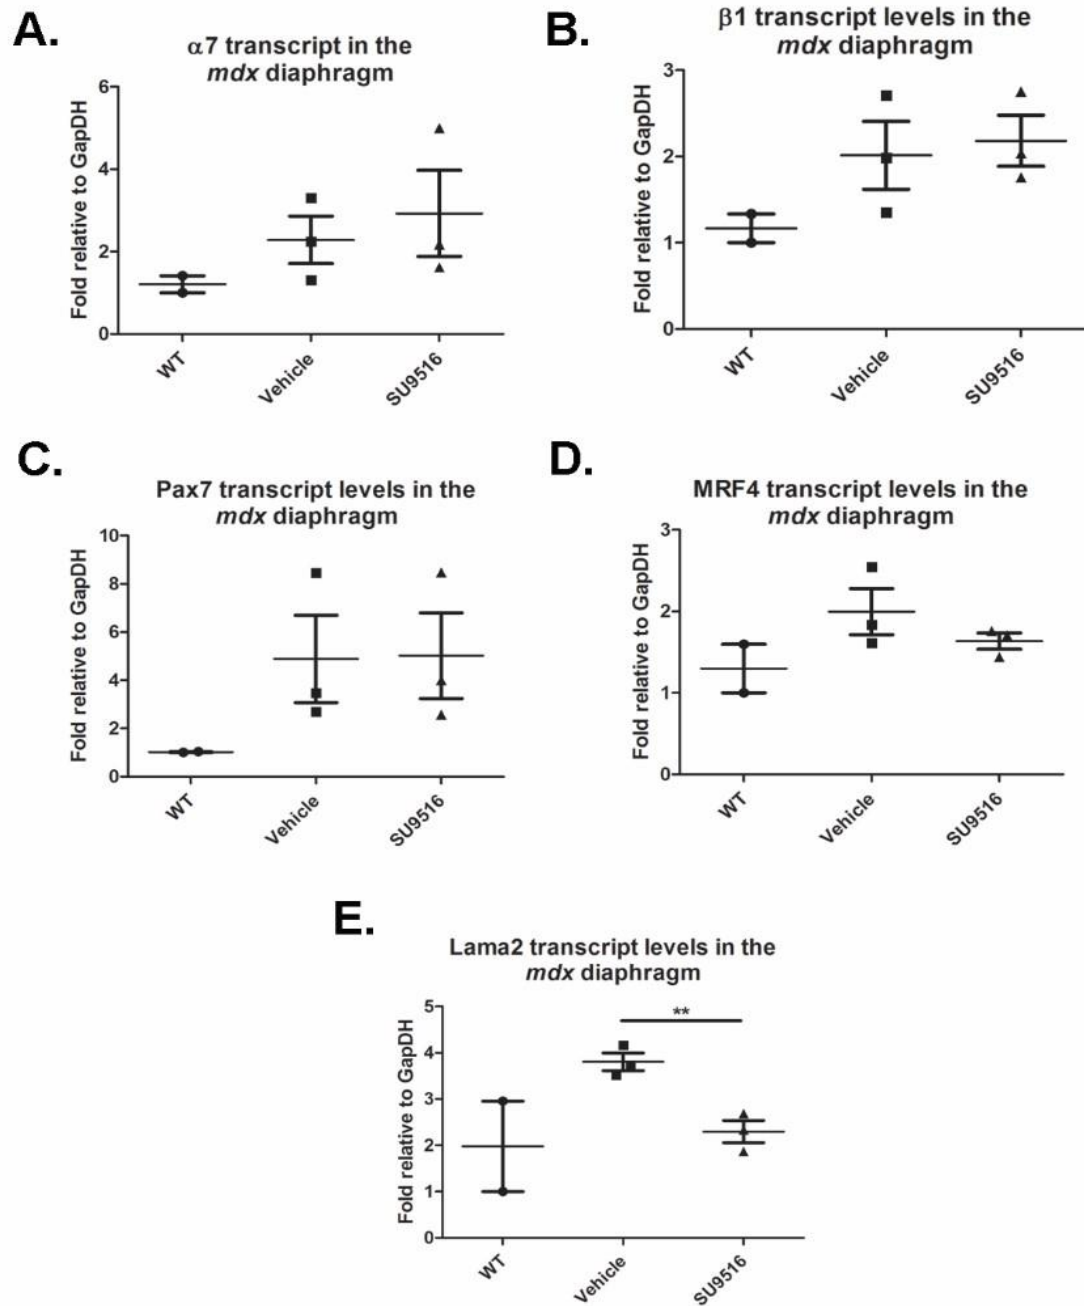 A.
α7 transcript in the
mdx diaphragm
Fold relative to GapDH
6
4
2
0
WT
Vehicle
SU9516
B.
β1 transcript levels in the
mdx diaphragm
Fold relative to GapDH
3
2
1
0
WT
Vehicle
SU9516
C.
Pax7 transcript levels in the
mdx diaphragm
Fold relative to GapDH
10
8
6
4
2
0
WT
Vehicle
SU9516
D.
MRF4 transcript levels in the
mdx diaphragm
Fold relative to GapDH
3
2
1
0
WT
Vehicle
SU9516
E.
Lama2 transcript levels in the
mdx diaphragm
Fold relative to GapDH
5
4
3
2
1
0
**
WT
Vehicle
SU9516